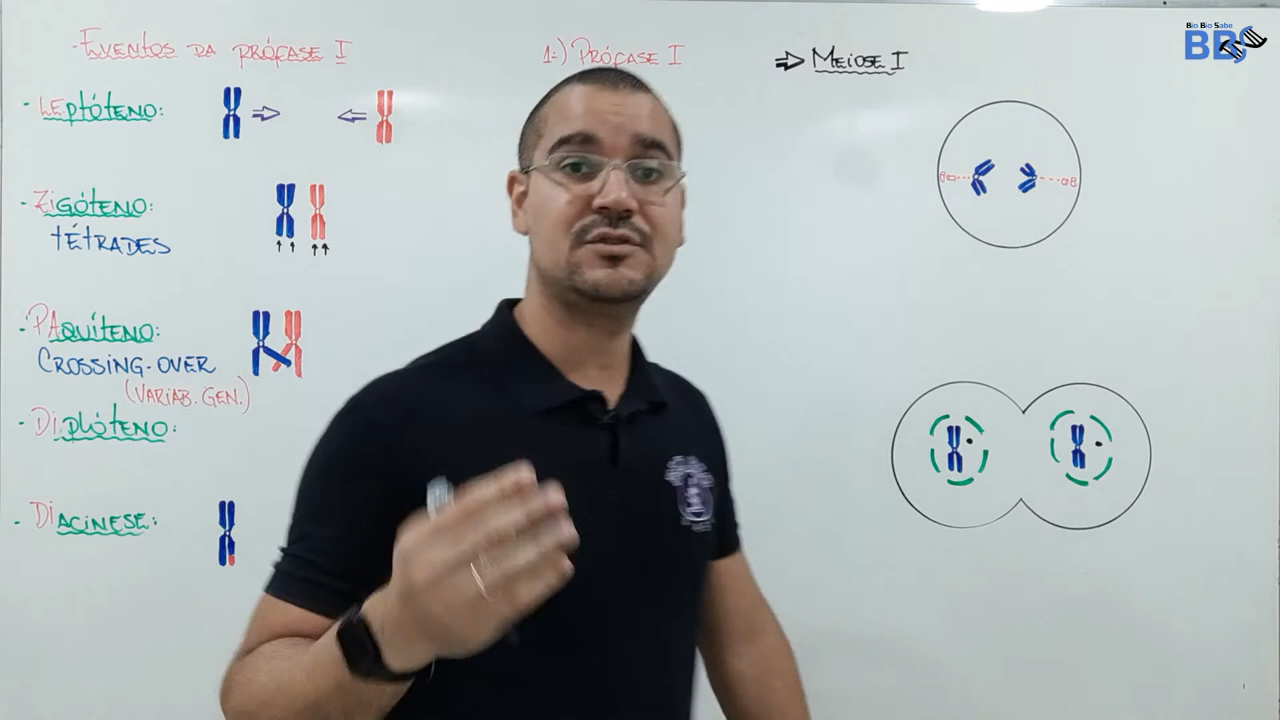 - Eventos da prófase I
1-) Prófase I
⇒ Meiose I
Bio Bio Sabe
BBS
- Leptóteno:
- Zigóteno:
tétrades
- Paquíteno:
Crossing-over
(Variab. Gen.)
- Diplóteno:
- Diacinese: